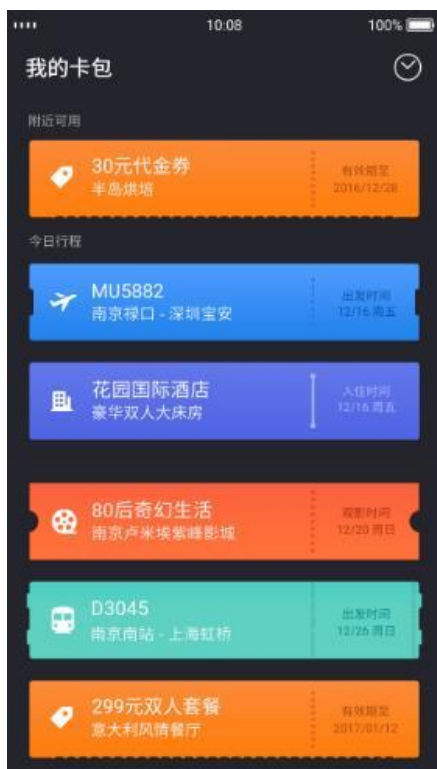 10:08
100%
我的卡包
附近可用
30元代金券
半岛烘培
有效期至
2016/12/28
今日行程
MU5882
南京禄口 - 深圳宝安
出发时间
12/16 周五
花园国际酒店
豪华双人大床房
入住时间
12/16 周五
80后奇幻生活
南京卢米埃紫峰影城
观影时间
12/20 周日
D3045
南京南站 - 上海虹桥
出发时间
12/26 周日
299元双人套餐
意大利风情餐厅
有效期至
2017/01/12